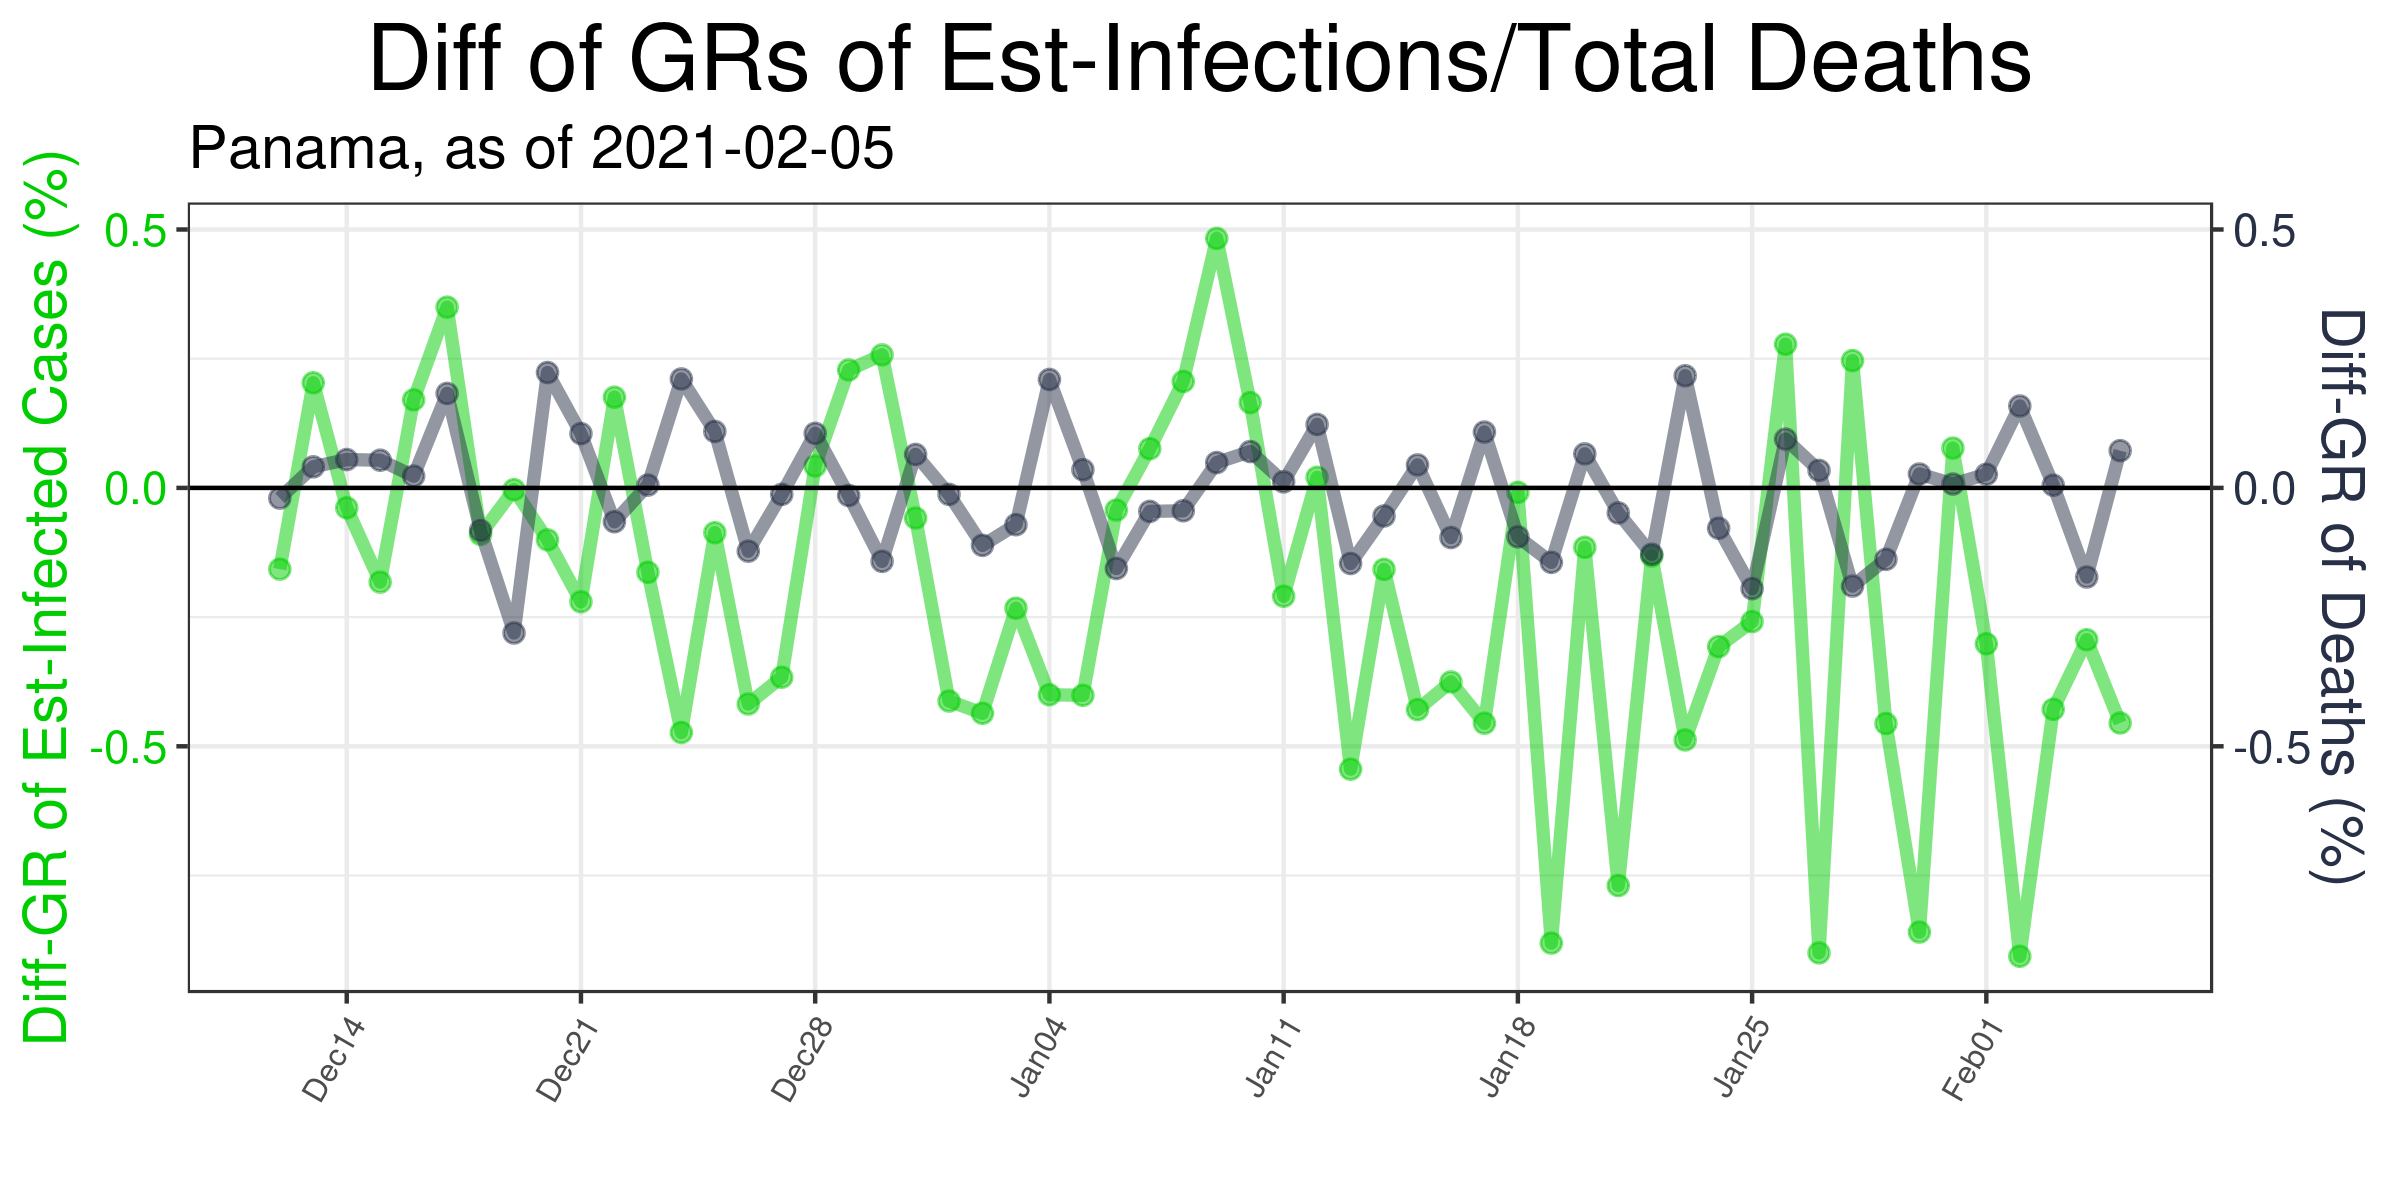 Diff of GRs of Est-Infections/Total Deaths
Panama, as of 2021-02-05
Diff-GR of Est-Infected Cases (%)
0.5
0.0
-0.5
0.5
0.0
-0.5
Diff-GR of Deaths (%)
Dec14
Dec21
Dec28
Jan04
Jan11
Jan18
Jan25
Feb01